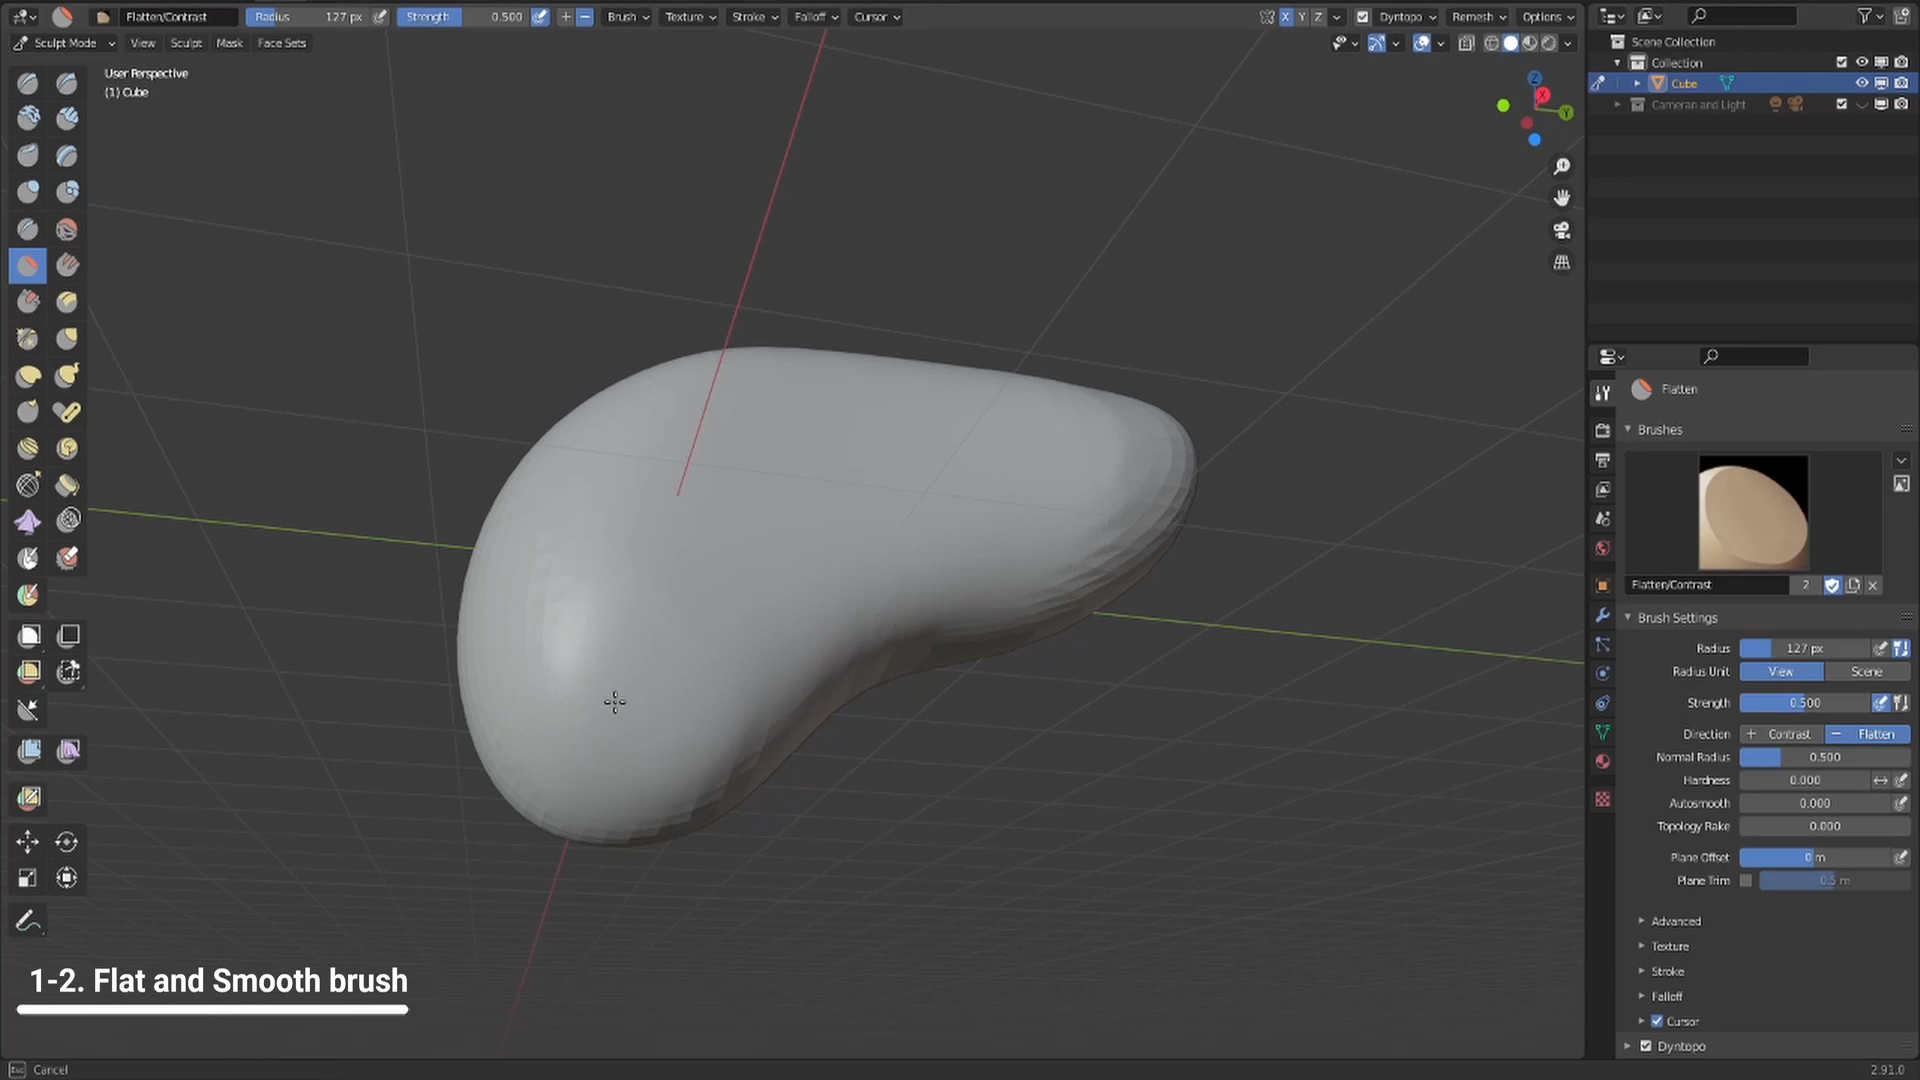 Flatten/Contrast Radius 127 px Strength 0.500 Brush Texture Stroke Falloff Cursor X Y Z Dyntopo Remesh Options
Sculpt Mode View Sculpt Mask Face Sets
User Perspective
(1) Cube
Z
X
Y
Scene Collection
Collection
Cube
Cameran and Light
Flatten
Brushes
Flatten/Contrast 2
Brush Settings
Radius 127 px
Radius Unit View Scene
Strength 0.500
Direction + Contrast − Flatten
Normal Radius 0.500
Hardness 0.000
Autosmooth 0.000
Topology Rake 0.000
Plane Offset 0 m
Plane Trim 0.5 m
Advanced
Texture
Stroke
Falloff
Cursor
Dyntopo
1-2. Flat and Smooth brush
Esc Cancel
2.91.0